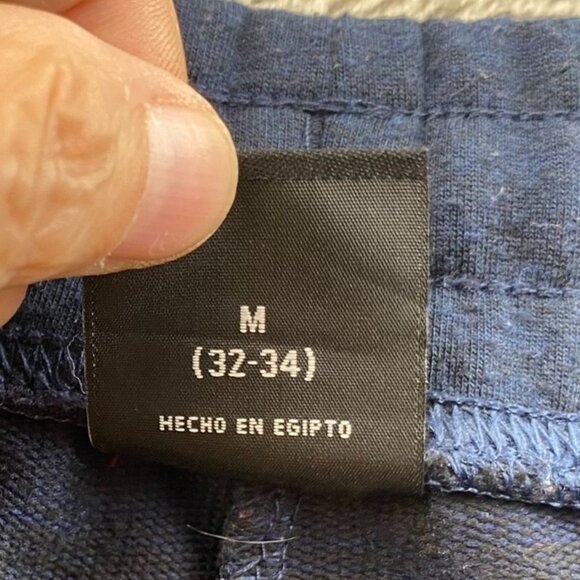 M
(32-34)
HECHO EN EGIPTO